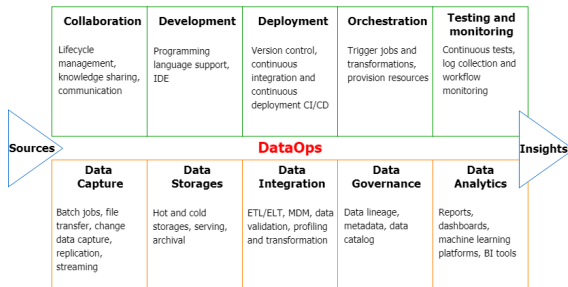 Collaboration
Lifecycle
management,
knowledge sharing,
communication
Development
Programming
language support,
IDE
Deployment
Version control,
continuous
integration and
continuous
deployment CI/CD
Orchestration
Trigger jobs and
transformations,
provision resources
Testing and
monitoring
Continuous tests,
log collection and
workflow
monitoring
Sources
DataOps
Insights
Data
Capture
Batch jobs, file
transfer, change
data capture,
replication,
streaming
Data
Storages
Hot and cold
storages, serving,
archival
Data
Integration
ETL/ELT, MDM, data
validation, profiling
and transformation
Data
Governance
Data lineage,
metadata, data
catalog
Data
Analytics
Reports,
dashboards,
machine learning
platforms, BI tools